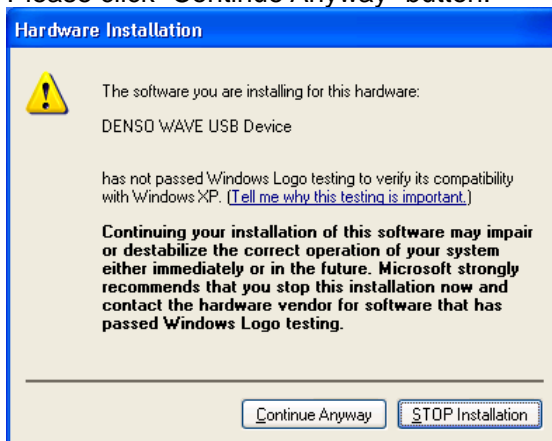 Please click "Continue Anyway" button.
Hardware Installation
The software you are installing for this hardware:
DENSO WAVE USB Device
has not passed Windows Logo testing to verify its compatibility
with Windows XP. (Tell me why this testing is important.)
Continuing your installation of this software may impair
or destabilize the correct operation of your system
either immediately or in the future. Microsoft strongly
recommends that you stop this installation now and
contact the hardware vendor for software that has
passed Windows Logo testing.
Continue Anyway
STOP Installation